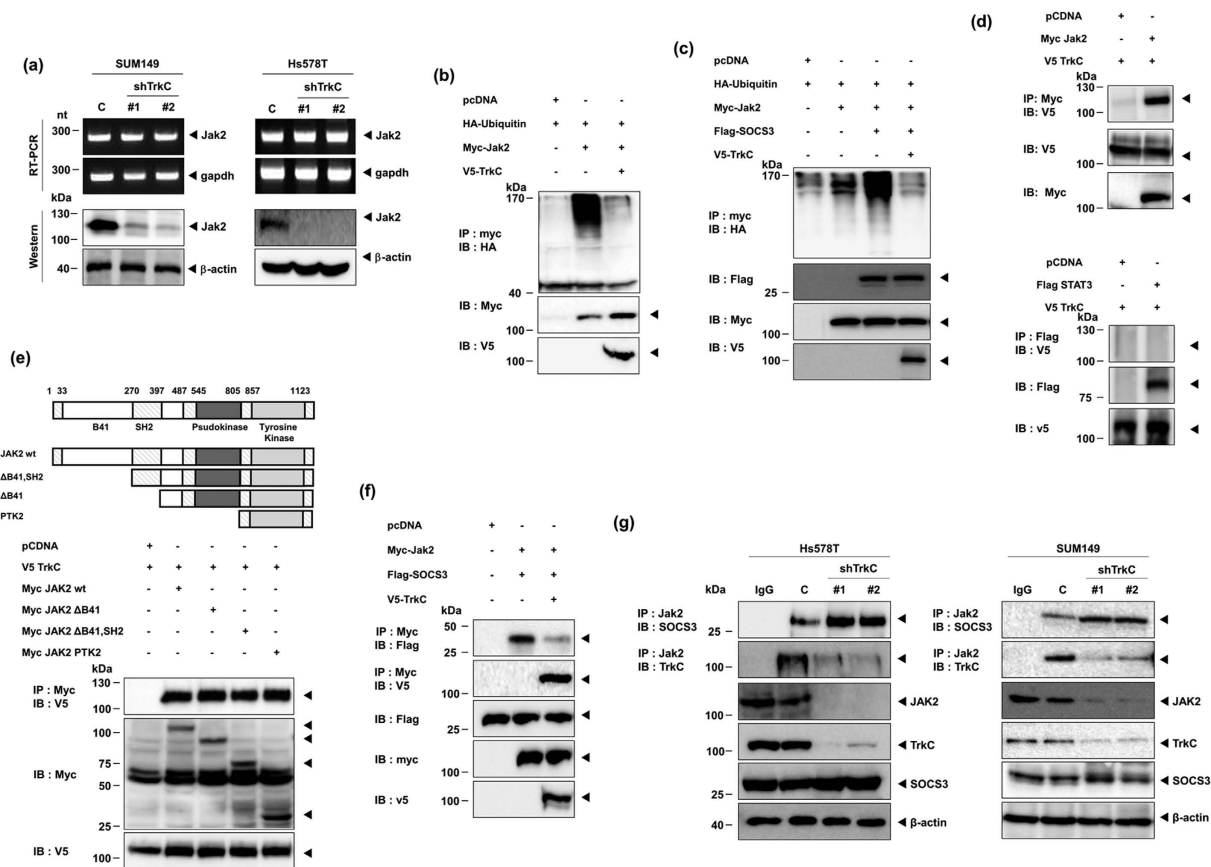 (a)
SUM149
Hs578T
shTrkC
shTrkC
C #1 #2
C #1 #2
nt
RT-PCR
300
Jak2
Jak2
300
gapdh
gapdh
kDa
Western
130
100
Jak2
Jak2
40
β-actin
β-actin
(b)
pcDNA + - -
HA-Ubiquitin + + +
Myc-Jak2 - + +
V5-TrkC - - +
kDa
170
IP : myc
IB : HA
40
IB : Myc
100
IB : V5
100
(c)
pcDNA + - - -
HA-Ubiquitin + + + +
Myc-Jak2 - + + +
Flag-SOCS3 - - + +
V5-TrkC - - - +
kDa
170
IP : myc
IB : HA
IB : Flag
25
IB : Myc
100
IB : V5
100
(d)
pCDNA + -
Myc Jak2 - +
V5 TrkC + +
kDa
130
IP: Myc
IB: V5
100
IB: V5
100
IB: Myc
100
pCDNA + -
Flag STAT3 - +
V5 TrkC + +
kDa
130
IP : Flag
IB : V5
100
IB : Flag
75
IB : v5
100
(e)
1 33 270 397 487 545 805 857 1123
B41 SH2 Psudokinase Tyrosine
Kinase
JAK2 wt
ΔB41,SH2
ΔB41
PTK2
pCDNA + - - - -
V5 TrkC + + + + +
Myc JAK2 wt - + - - -
Myc JAK2 ΔB41 - - + - -
Myc JAK2 ΔB41,SH2 - - - + -
Myc JAK2 PTK2 - - - - +
kDa
130
IP : Myc
IB : V5
100
100
75
IB : Myc
50
25
IB : V5
100
(f)
pcDNA + - -
Myc-Jak2 - + +
Flag-SOCS3 - + +
V5-TrkC - - +
kDa
50
IP : Myc
IB : Flag
25
IP : Myc
IB : V5
100
IB : Flag
25
IB : myc
100
IB : v5
100
(g)
Hs578T
shTrkC
kDa IgG C #1 #2
IP : Jak2
IB : SOCS3
25
IP : Jak2
IB : TrkC
100
JAK2
100
TrkC
100
SOCS3
25
β-actin
40
SUM149
shTrkC
IgG C #1 #2
IP : Jak2
IB : SOCS3
IP : Jak2
IB : TrkC
JAK2
TrkC
SOCS3
β-actin